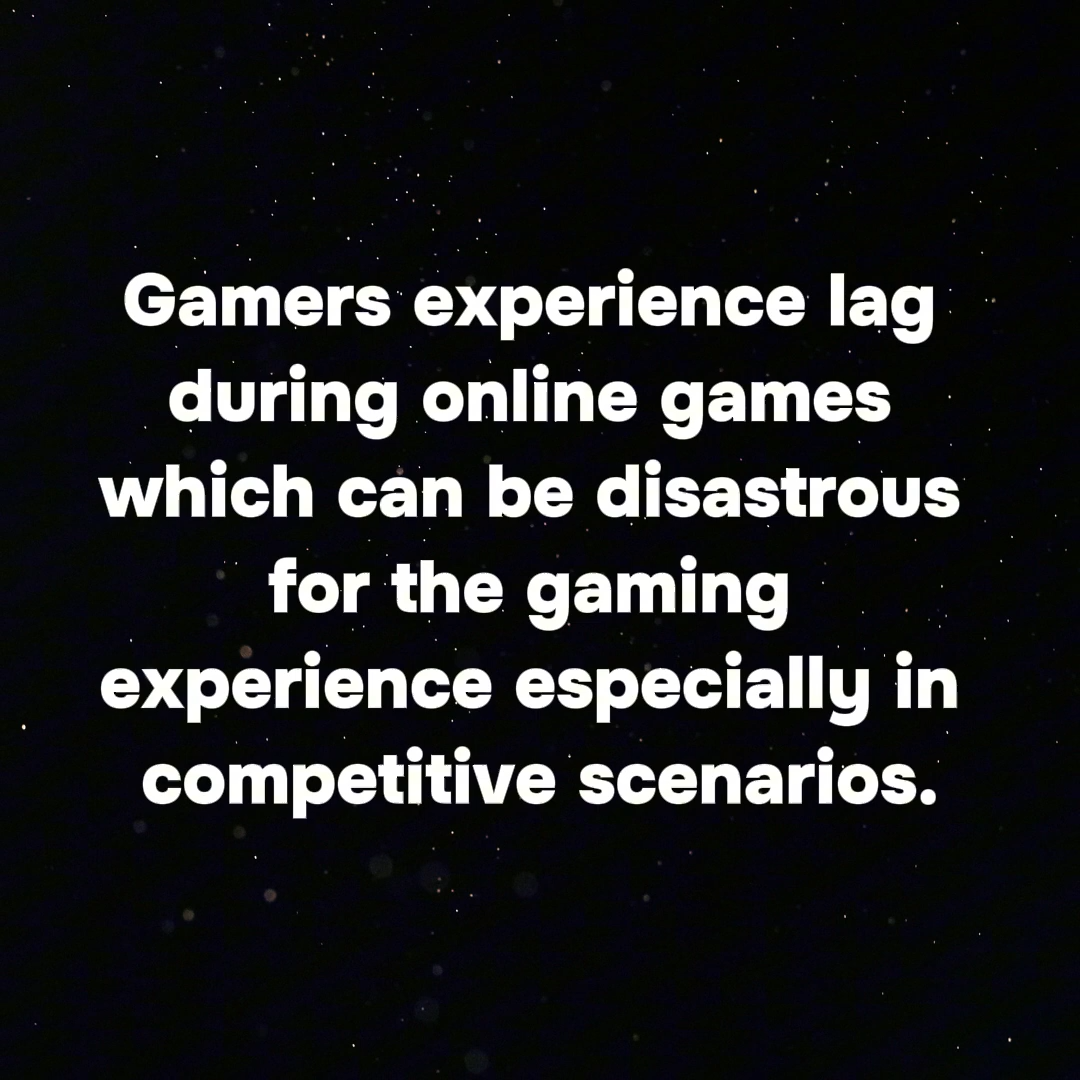 Gamers experience lag
during online games
which can be disastrous
for the gaming
experience especially in
competitive scenarios.